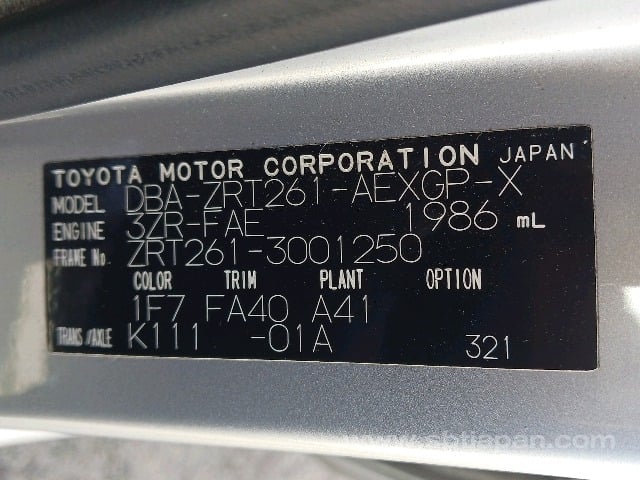 TOYOTA MOTOR CORPORATION JAPAN
MODEL DBA-ZRT261-AEXGP-X
ENGINE 3ZR-FAE 1986 mL
FRAME No. ZRT261-3001250
COLOR TRIM PLANT OPTION
1F7 FA40 A41
TRANS/AXLE K111 -01A 321
www.sbtjapan.com